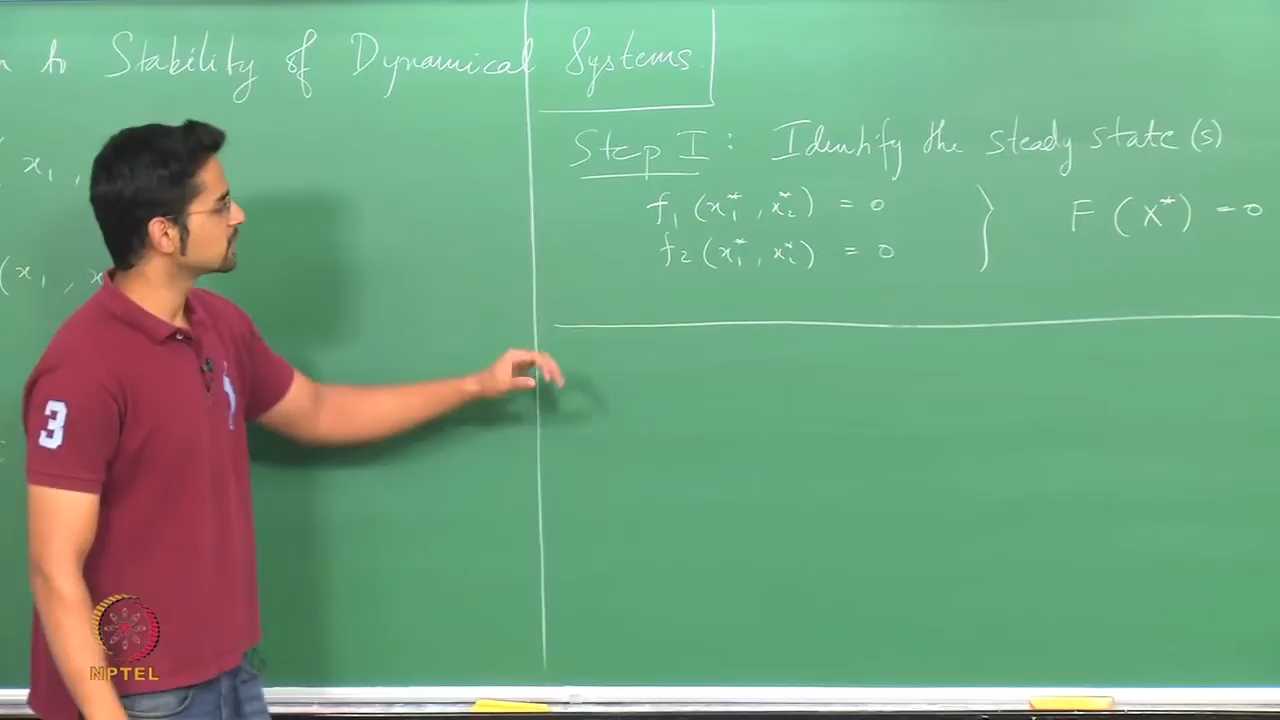 to Stability of Dynamical Systems
x₁ ,
(x₁ , x
Step I : Identify the steady state(s)
f₁ (x₁*, x₂*) = 0
f₂ (x₁*, x₂*) = 0
} F (X*) = 0
3
NPTEL